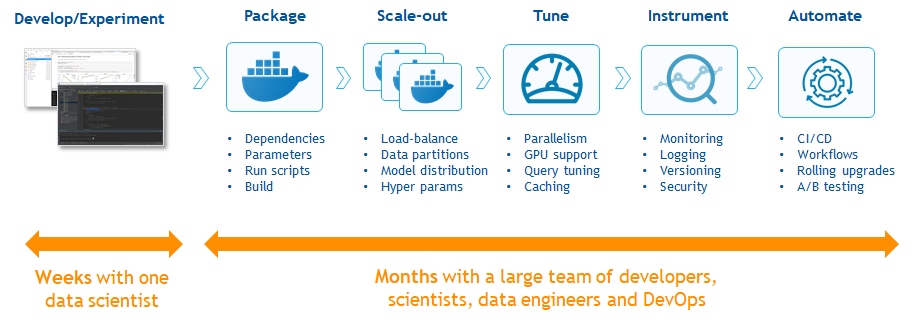 Develop/Experiment
Package
Scale-out
Tune
Instrument
Automate
• Dependencies
• Parameters
• Run scripts
• Build
• Load-balance
• Data partitions
• Model distribution
• Hyper params
• Parallelism
• GPU support
• Query tuning
• Caching
• Monitoring
• Logging
• Versioning
• Security
• CI/CD
• Workflows
• Rolling upgrades
• A/B testing
Weeks with one
data scientist
Months with a large team of developers,
scientists, data engineers and DevOps